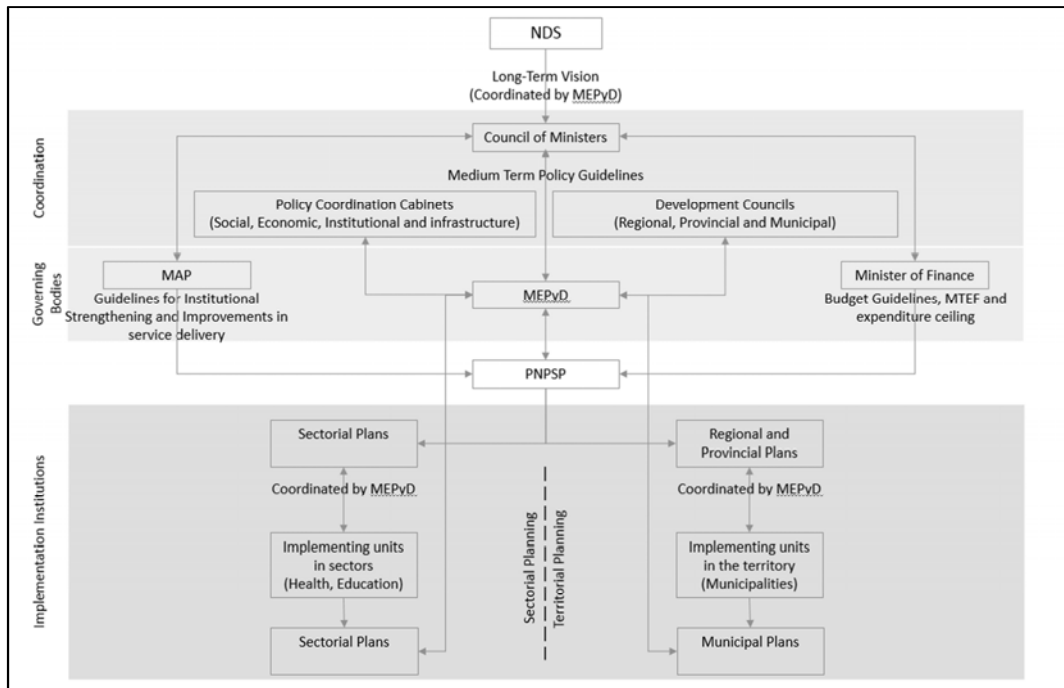 NDS
Long-Term Vision
(Coordinated by MEPyD)
Coordination
Council of Ministers
Medium Term Policy Guidelines
Policy Coordination Cabinets
(Social, Economic, Institutional and infrastructure)
Development Councils
(Regional, Provincial and Municipal)
Governing
Bodies
MAP
Guidelines for Institutional
Strengthening and Improvements in
service delivery
MEPyD
Minister of Finance
Budget Guidelines, MTEF and
expenditure ceiling
PNPSP
Implementation Institutions
Sectorial Plans
Coordinated by MEPyD
Implementing units
in sectors
(Health, Education)
Sectorial Plans
Sectorial Planning
Territorial Planning
Regional and
Provincial Plans
Coordinated by MEPyD
Implementing units
in the territory
(Municipalities)
Municipal Plans